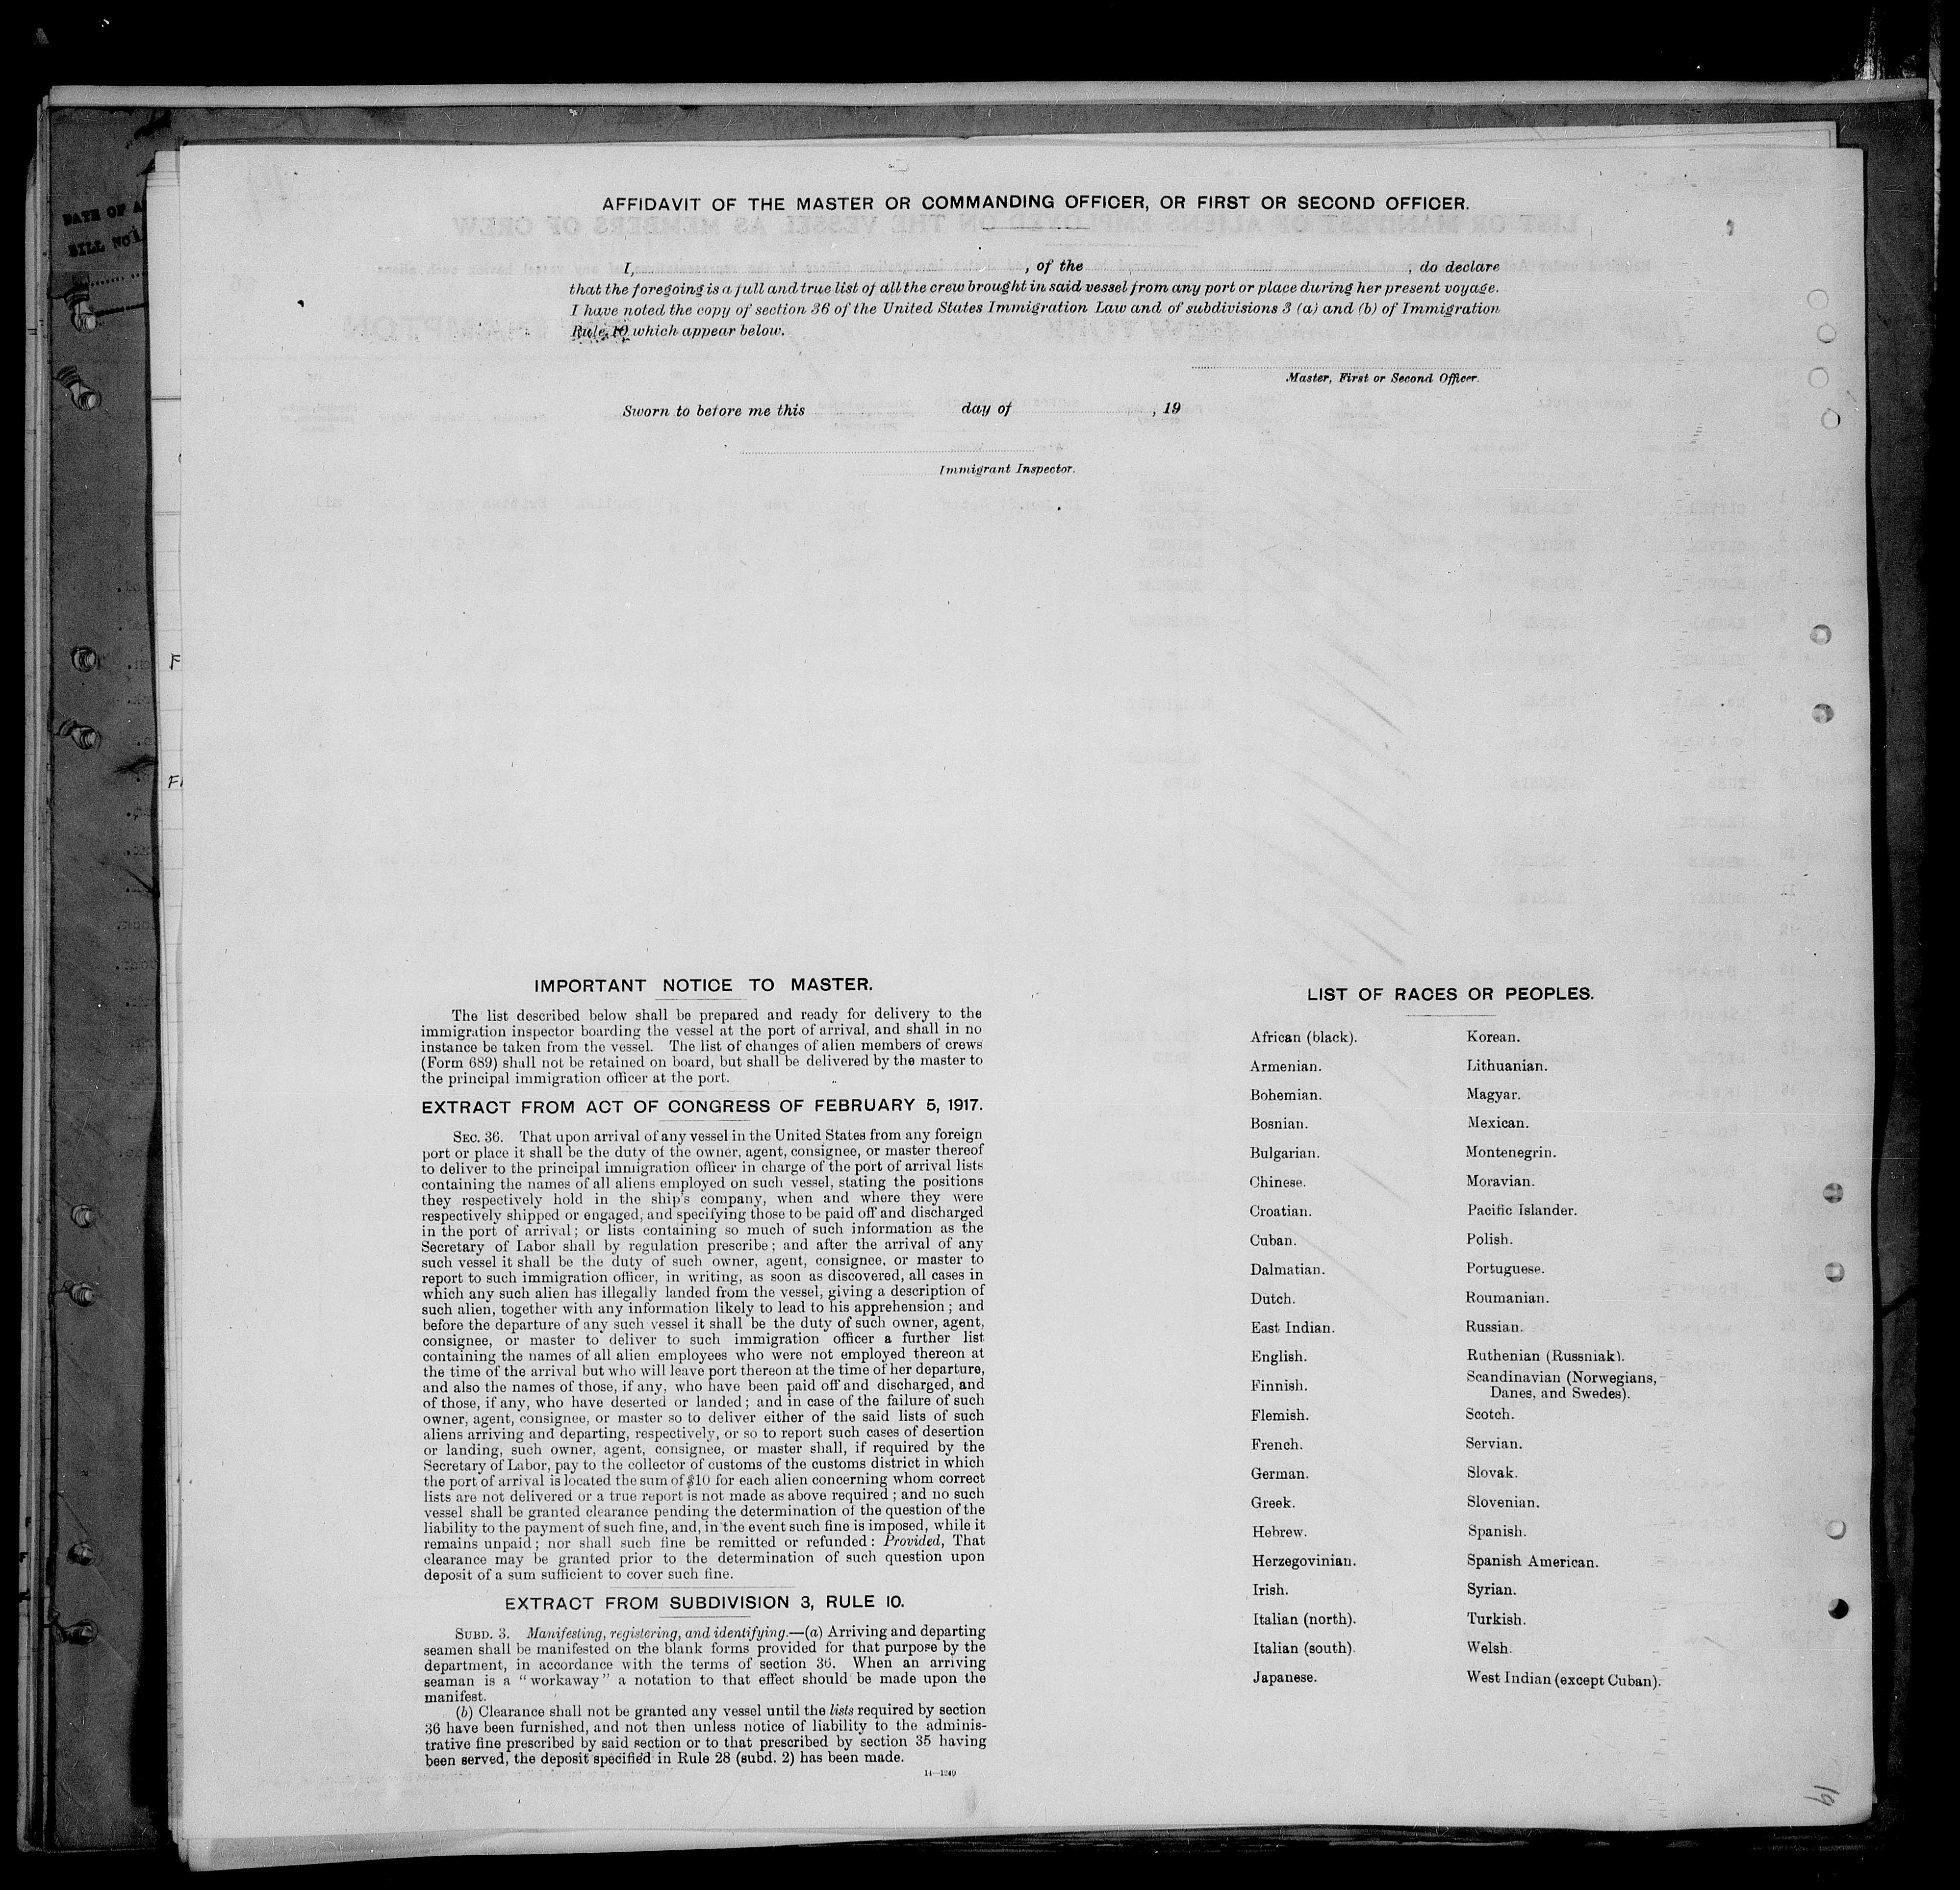 DATE OF A
BILL NO
AFFIDAVIT OF THE MASTER OR COMMANDING OFFICER, OR FIRST OR SECOND OFFICER.
I, , of the , do declare
that the foregoing is a full and true list of all the crew brought in said vessel from any port or place during her present voyage.
I have noted the copy of section 36 of the United States Immigration Law and of subdivisions 3 (a) and (b) of Immigration
Rule 10 which appear below.
Master, First or Second Officer.
Sworn to before me this day of , 19
Immigrant Inspector.
F
F
IMPORTANT NOTICE TO MASTER.
The list described below shall be prepared and ready for delivery to the
immigration inspector boarding the vessel at the port of arrival, and shall in no
instance be taken from the vessel. The list of changes of alien members of crews
(Form 689) shall not be retained on board, but shall be delivered by the master to
the principal immigration officer at the port.
EXTRACT FROM ACT OF CONGRESS OF FEBRUARY 5, 1917.
SEC. 36. That upon arrival of any vessel in the United States from any foreign
port or place it shall be the duty of the owner, agent, consignee, or master thereof
to deliver to the principal immigration officer in charge of the port of arrival lists
containing the names of all aliens employed on such vessel, stating the positions
they respectively hold in the ship's company, when and where they were
respectively shipped or engaged, and specifying those to be paid off and discharged
in the port of arrival; or lists containing so much of such information as the
Secretary of Labor shall by regulation prescribe; and after the arrival of any
such vessel it shall be the duty of such owner, agent, consignee, or master to
report to such immigration officer, in writing, as soon as discovered, all cases in
which any such alien has illegally landed from the vessel, giving a description of
such alien, together with any information likely to lead to his apprehension; and
before the departure of any such vessel it shall be the duty of such owner, agent,
consignee, or master to deliver to such immigration officer a further list
containing the names of all alien employees who were not employed thereon at
the time of the arrival but who will leave port thereon at the time of her departure,
and also the names of those, if any, who have been paid off and discharged, and
of those, if any, who have deserted or landed; and in case of the failure of such
owner, agent, consignee, or master so to deliver either of the said lists of such
aliens arriving and departing, respectively, or so to report such cases of desertion
or landing, such owner, agent, consignee, or master shall, if required by the
Secretary of Labor, pay to the collector of customs of the customs district in which
the port of arrival is located the sum of $10 for each alien concerning whom correct
lists are not delivered or a true report is not made as above required; and no such
vessel shall be granted clearance pending the determination of the question of the
liability to the payment of such fine, and, in the event such fine is imposed, while it
remains unpaid; nor shall such fine be remitted or refunded: Provided, That
clearance may be granted prior to the determination of such question upon
deposit of a sum sufficient to cover such fine.
EXTRACT FROM SUBDIVISION 3, RULE 10.
SUBD. 3. Manifesting, registering, and identifying.—(a) Arriving and departing
seamen shall be manifested on the blank forms provided for that purpose by the
department, in accordance with the terms of section 36. When an arriving
seaman is a "workaway" a notation to that effect should be made upon the
manifest.
(b) Clearance shall not be granted any vessel until the lists required by section
36 have been furnished, and not then unless notice of liability to the adminis-
trative fine prescribed by said section or to that prescribed by section 35 having
been served, the deposit specified in Rule 28 (subd. 2) has been made.
14—1240
LIST OF RACES OR PEOPLES.
African (black).
Armenian.
Bohemian.
Bosnian.
Bulgarian.
Chinese.
Croatian.
Cuban.
Dalmatian.
Dutch.
East Indian.
English.
Finnish.
Flemish.
French.
German.
Greek.
Hebrew.
Herzegovinian.
Irish.
Italian (north).
Italian (south).
Japanese.
Korean.
Lithuanian.
Magyar.
Mexican.
Montenegrin.
Moravian.
Pacific Islander.
Polish.
Portuguese.
Roumanian.
Russian.
Ruthenian (Russniak).
Scandinavian (Norwegians,
Danes, and Swedes).
Scotch.
Servian.
Slovak.
Slovenian.
Spanish.
Spanish American.
Syrian.
Turkish.
Welsh.
West Indian (except Cuban).
19